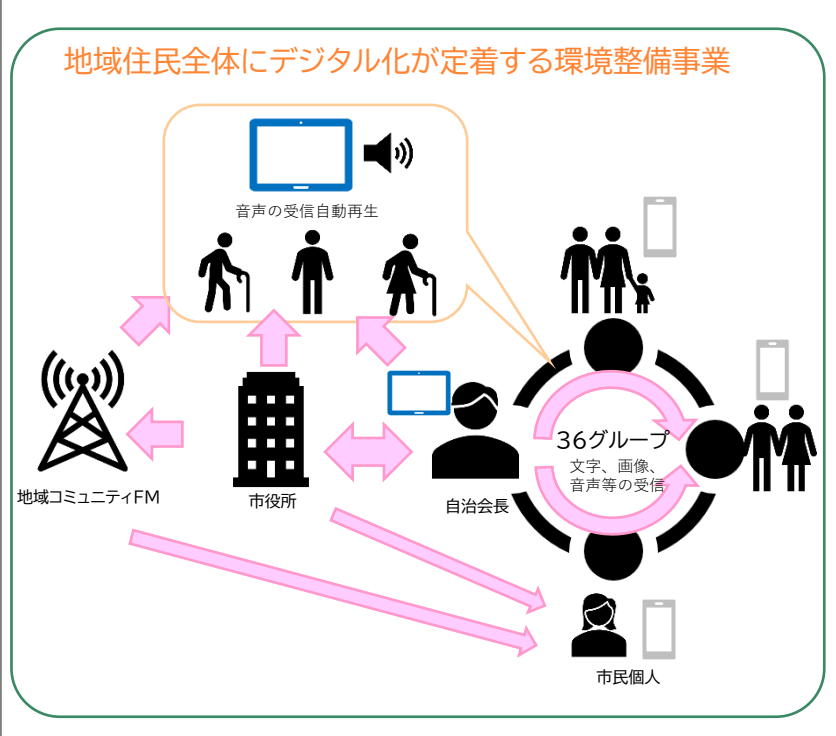 地域住民全体にデジタル化が定着する環境整備事業
音声の受信自動再生
36グループ
文字、画像、
音声等の受信
地域コミュニティFM
市役所
自治会長
市民個人